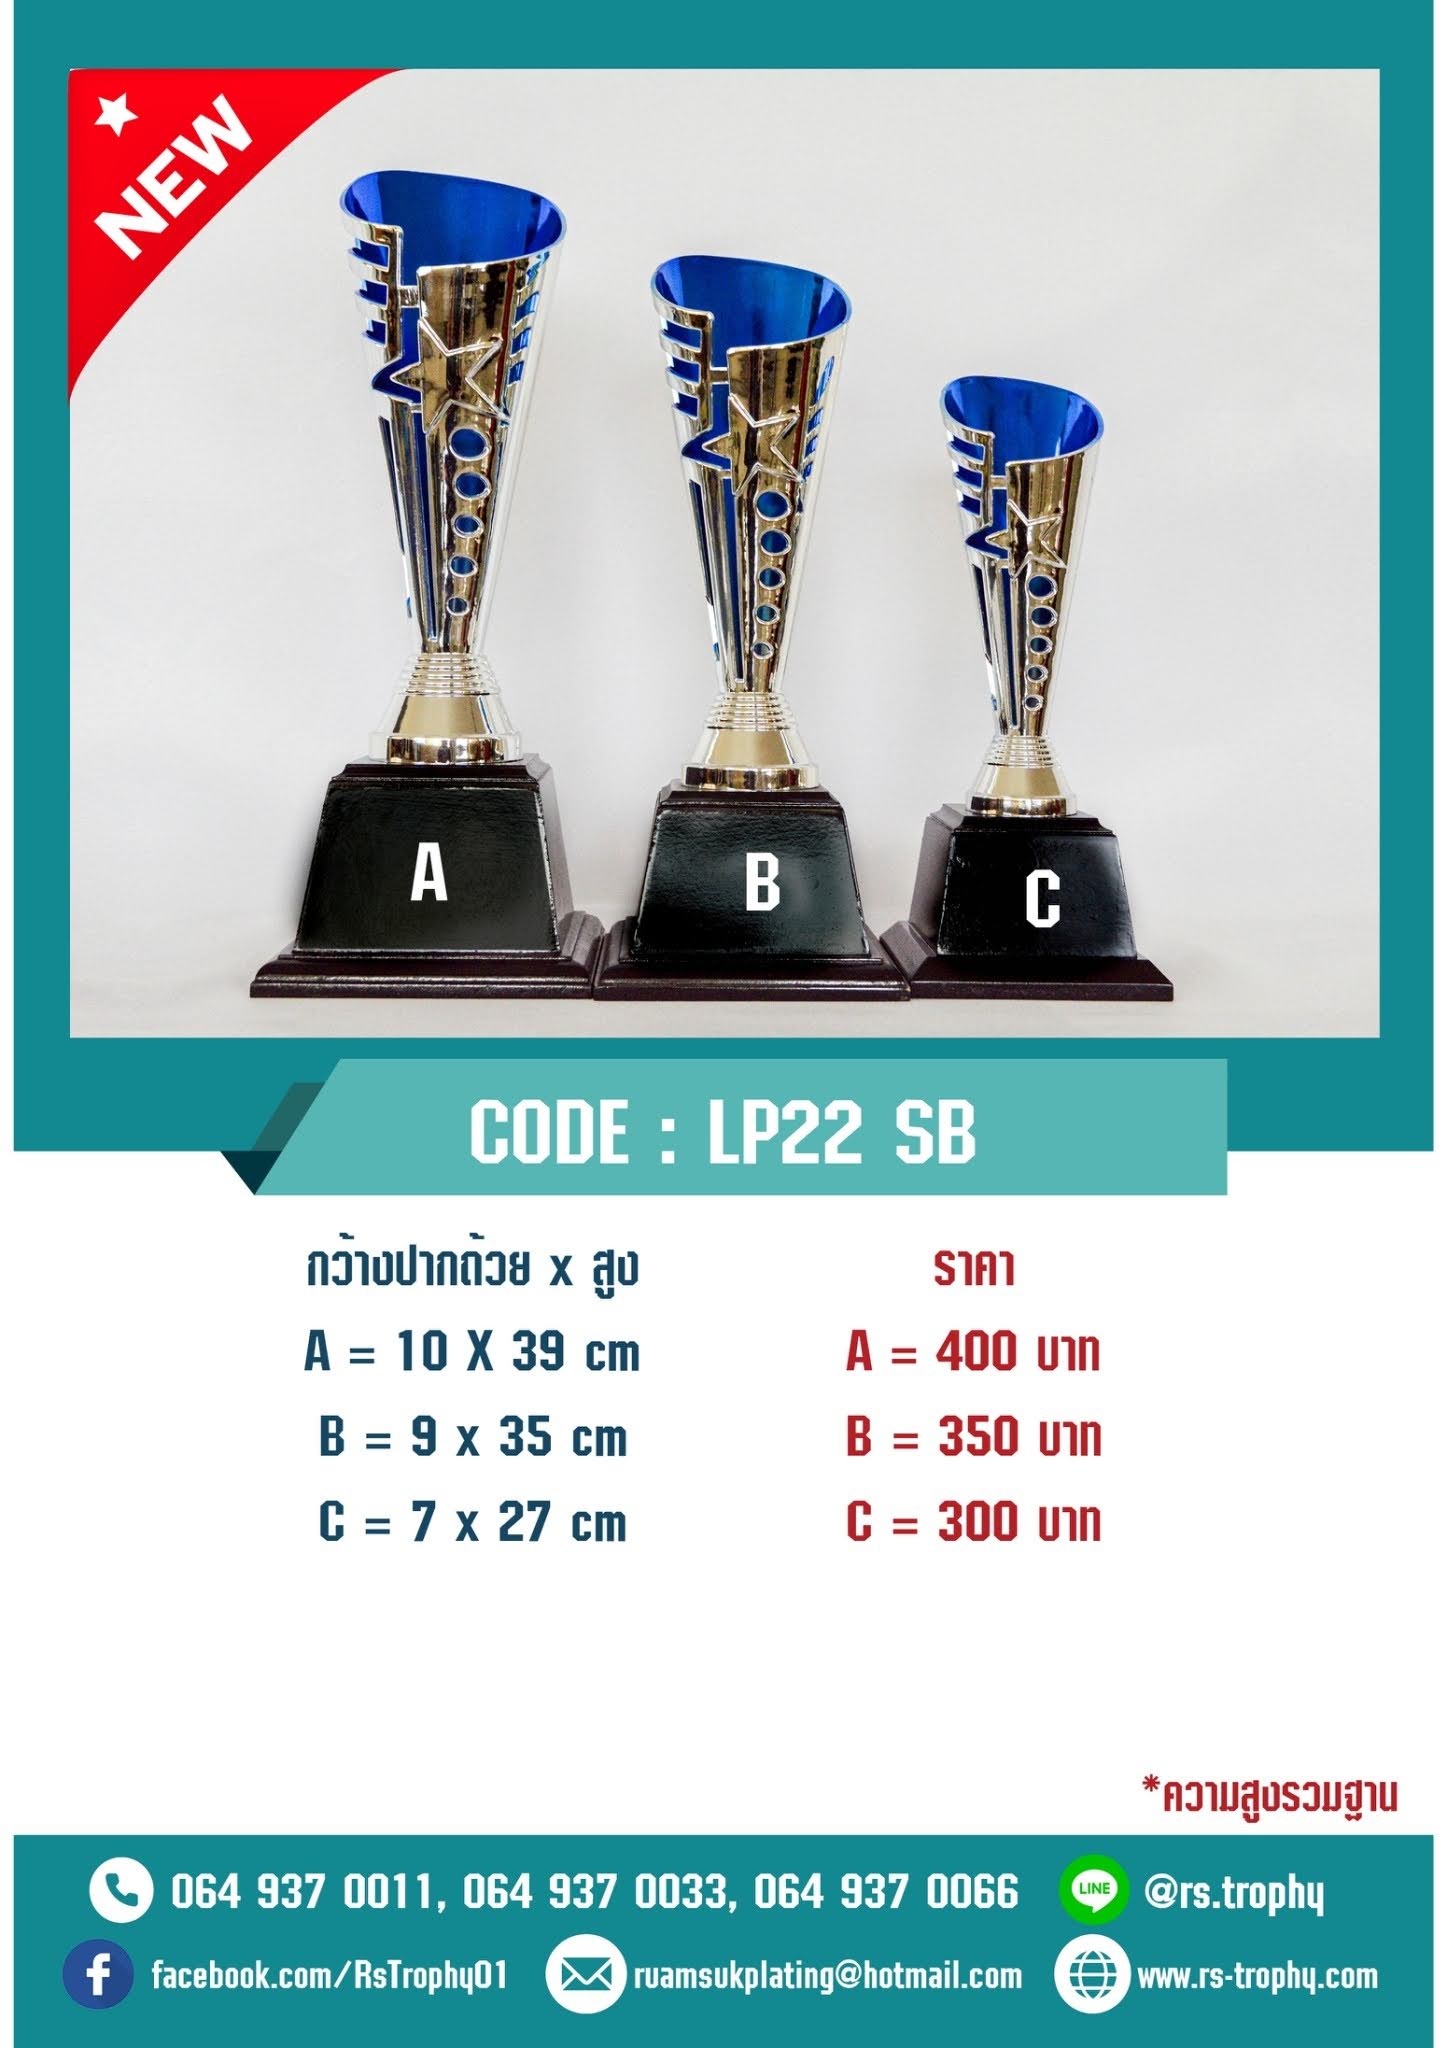 NEW
A
B
C
CODE : LP22 SB
กว้างปากถ้วย x สูง
A = 10 X 39 cm
B = 9 x 35 cm
C = 7 x 27 cm
ราคา
A = 400 บาท
B = 350 บาท
C = 300 บาท
*ความสูงรวมฐาน
064 937 0011, 064 937 0033, 064 937 0066
LINE @rs.trophy
facebook.com/RsTrophy01
ruamsukplating@hotmail.com
www.rs-trophy.com